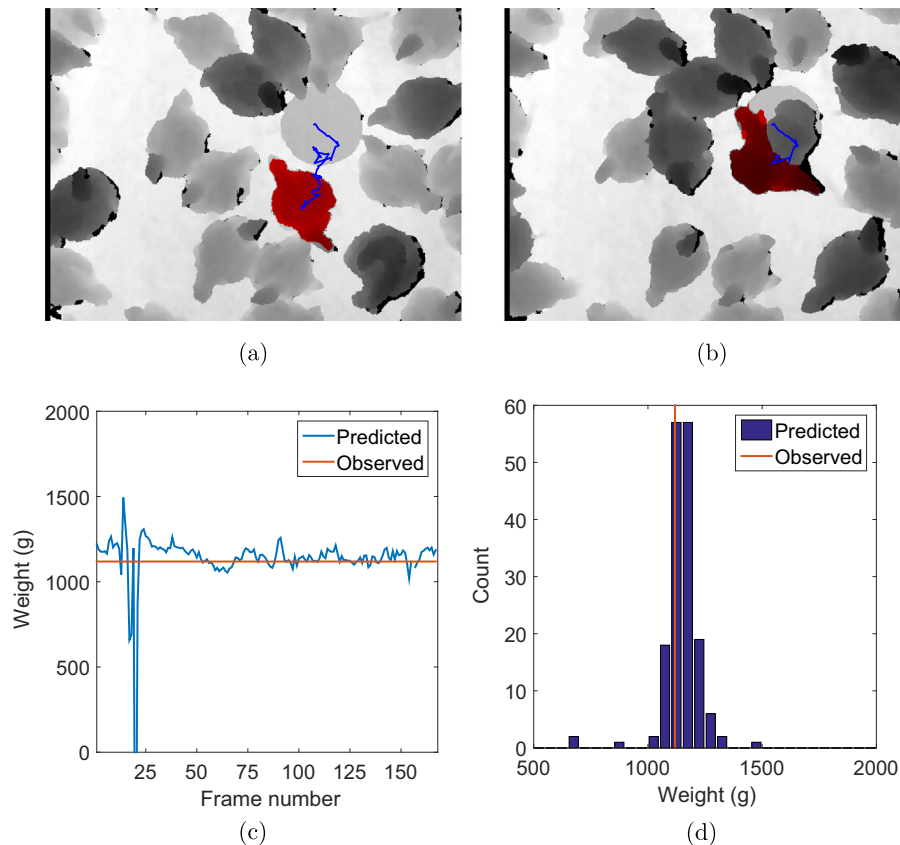 (a)
(b)
2000
1500
1000
500
0
Weight (g)
Predicted
Observed
25
50
75
100
125
150
Frame number
(c)
60
50
40
30
20
10
0
Count
Predicted
Observed
500
1000
1500
2000
Weight (g)
(d)